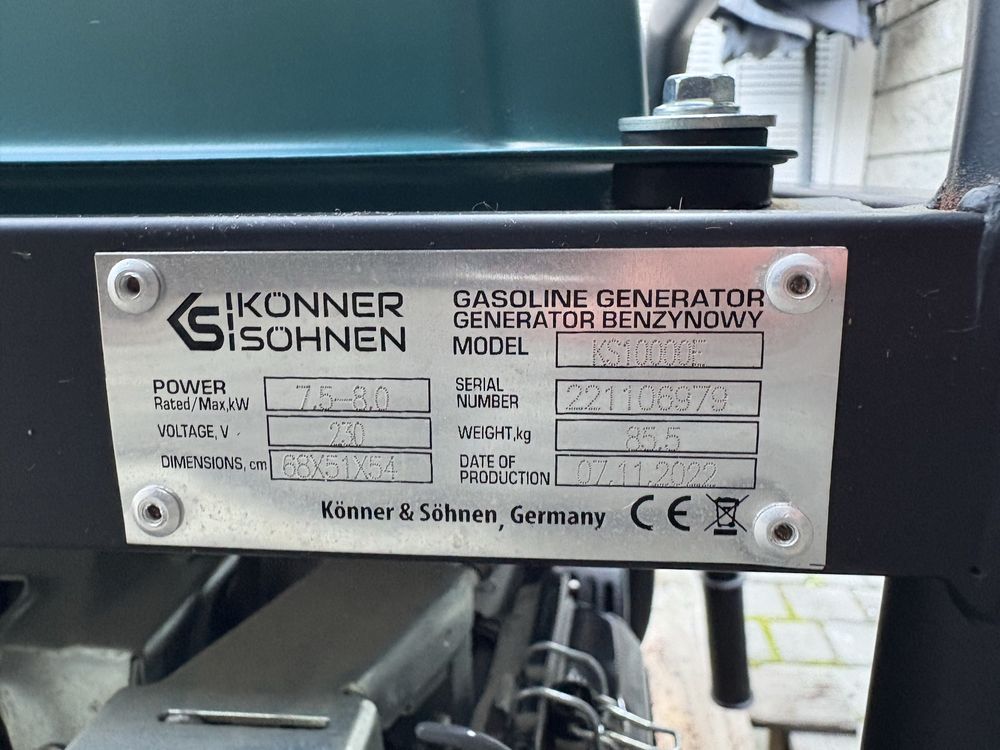 KS KÖNNER
SÖHNEN
GASOLINE GENERATOR
GENERATOR BENZYNOWY
MODEL KS10000E
POWER
Rated/Max,kW 7.5-8.0
SERIAL
NUMBER 221106979
VOLTAGE, V 230
WEIGHT,kg 85.5
DIMENSIONS, cm 68X51X54
DATE OF
PRODUCTION 07.11.2022
Könner & Söhnen, Germany CE